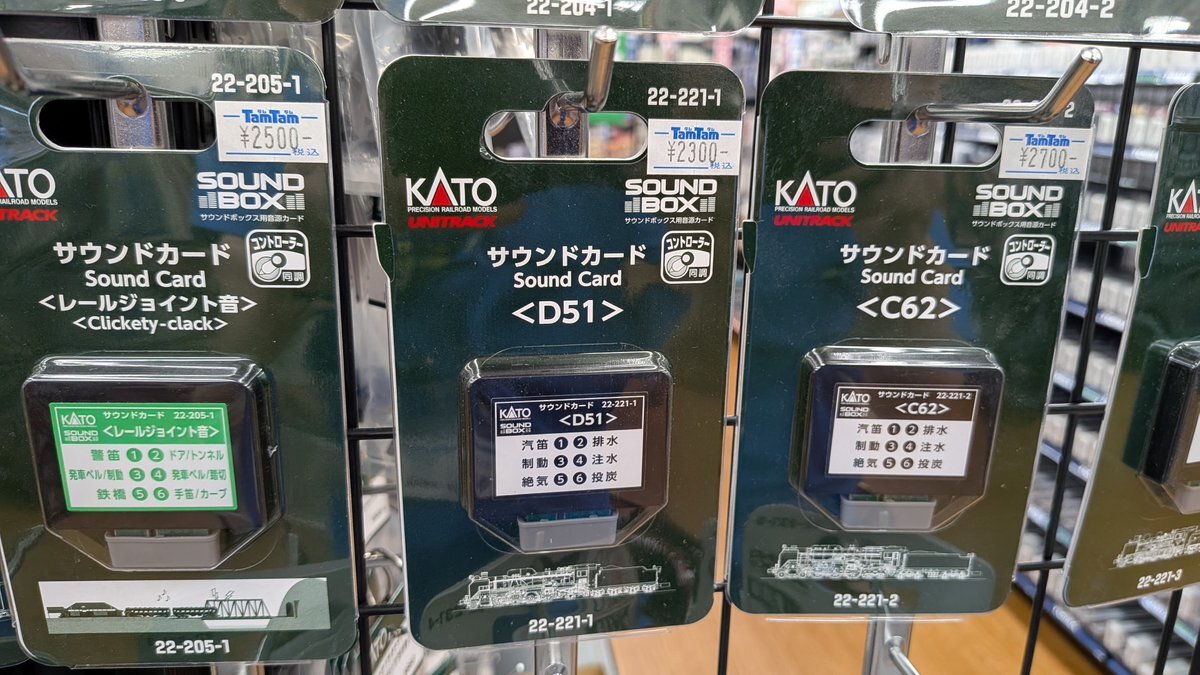 22-204-1
22-204-2
22-205-1
TamTam
¥2500-
税込
KATO
PRECISION RAILROAD MODELS
UNITRACK
SOUND BOX
サウンドボックス用音源カード
サウンドカード
Sound Card
<レールジョイント音>
<Clickety-clack>
コントローラー
同調
KATO
SOUND BOX
サウンドカード 22-205-1
<レールジョイント音>
警笛 1 2 ドア/トンネル
発車ベル/制動 3 4 発車ベル/踏切
鉄橋 5 6 手笛/カーブ
22-205-1
22-221-1
TamTam
¥2300-
税込
KATO
PRECISION RAILROAD MODELS
UNITRACK
SOUND BOX
サウンドボックス用音源カード
サウンドカード
Sound Card
<D51>
コントローラー
同調
KATO
SOUND BOX
サウンドカード 22-221-1
<D51>
汽笛 1 2 排水
制動 3 4 注水
絶気 5 6 投炭
22-221-1
TamTam
¥2700-
税込
KATO
PRECISION RAILROAD MODELS
UNITRACK
SOUND BOX
サウンドボックス用音源カード
サウンドカード
Sound Card
<C62>
コントローラー
同調
KATO
SOUND BOX
サウンドカード 22-221-2
<C62>
汽笛 1 2 排水
制動 3 4 注水
絶気 5 6 投炭
22-221-2
22-221-3